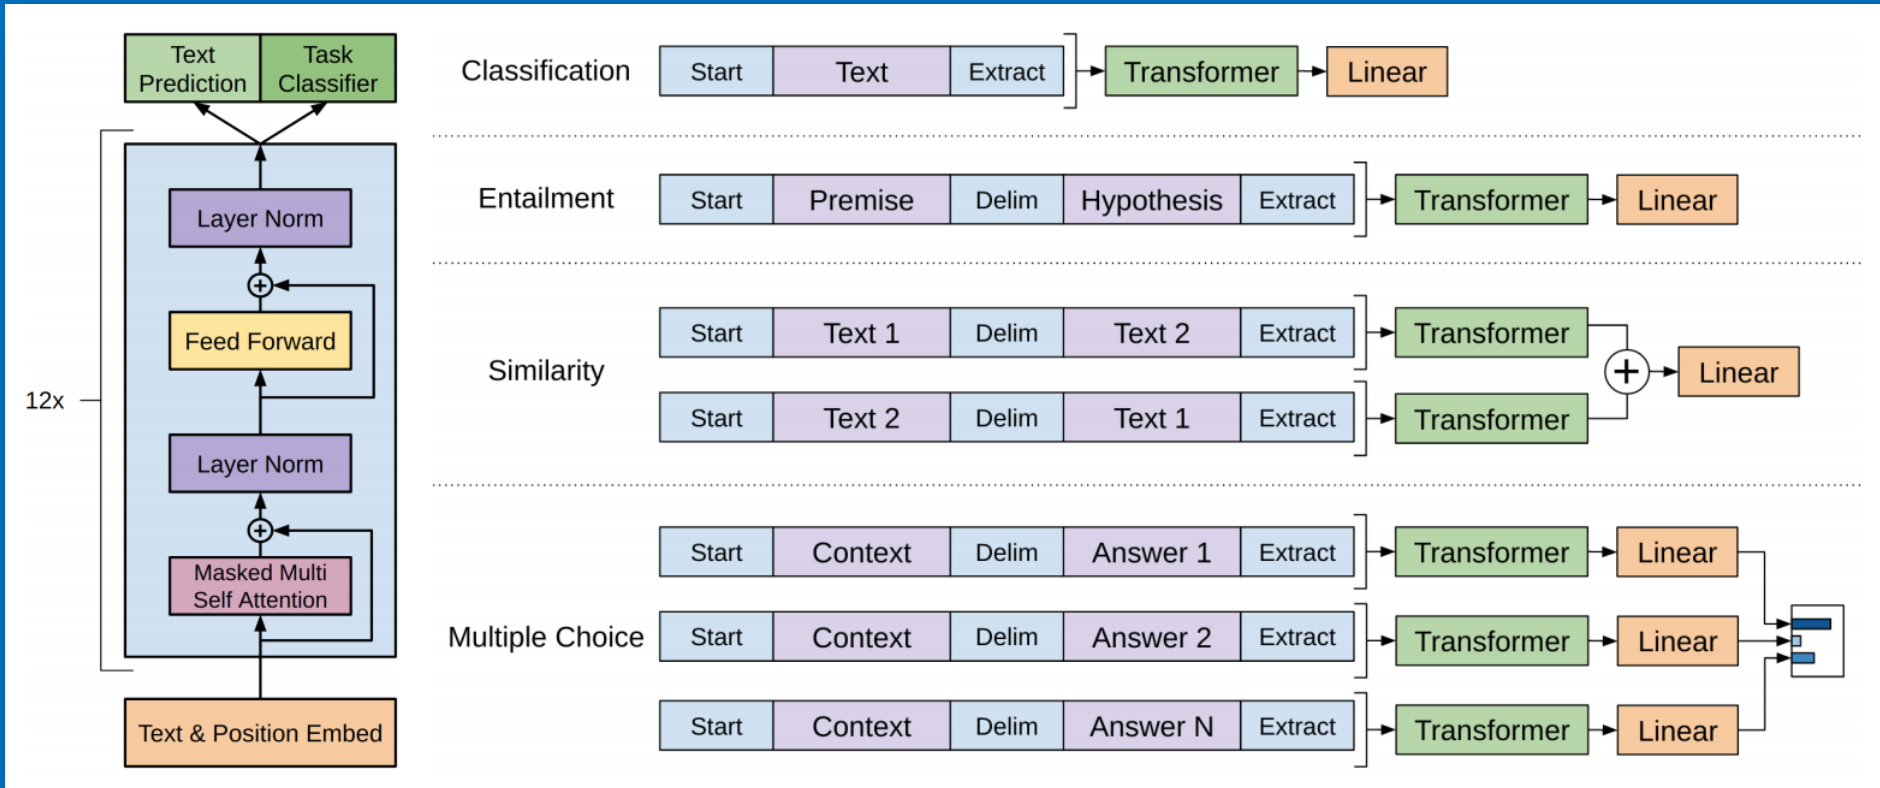 Text
Prediction
Task
Classifier
Layer Norm
Feed Forward
12x
Layer Norm
Masked Multi
Self Attention
Text & Position Embed
Classification Start Text Extract Transformer Linear
Entailment Start Premise Delim Hypothesis Extract Transformer Linear
Similarity
Start Text 1 Delim Text 2 Extract Transformer
Start Text 2 Delim Text 1 Extract Transformer
Linear
Multiple Choice
Start Context Delim Answer 1 Extract Transformer Linear
Start Context Delim Answer 2 Extract Transformer Linear
Start Context Delim Answer N Extract Transformer Linear